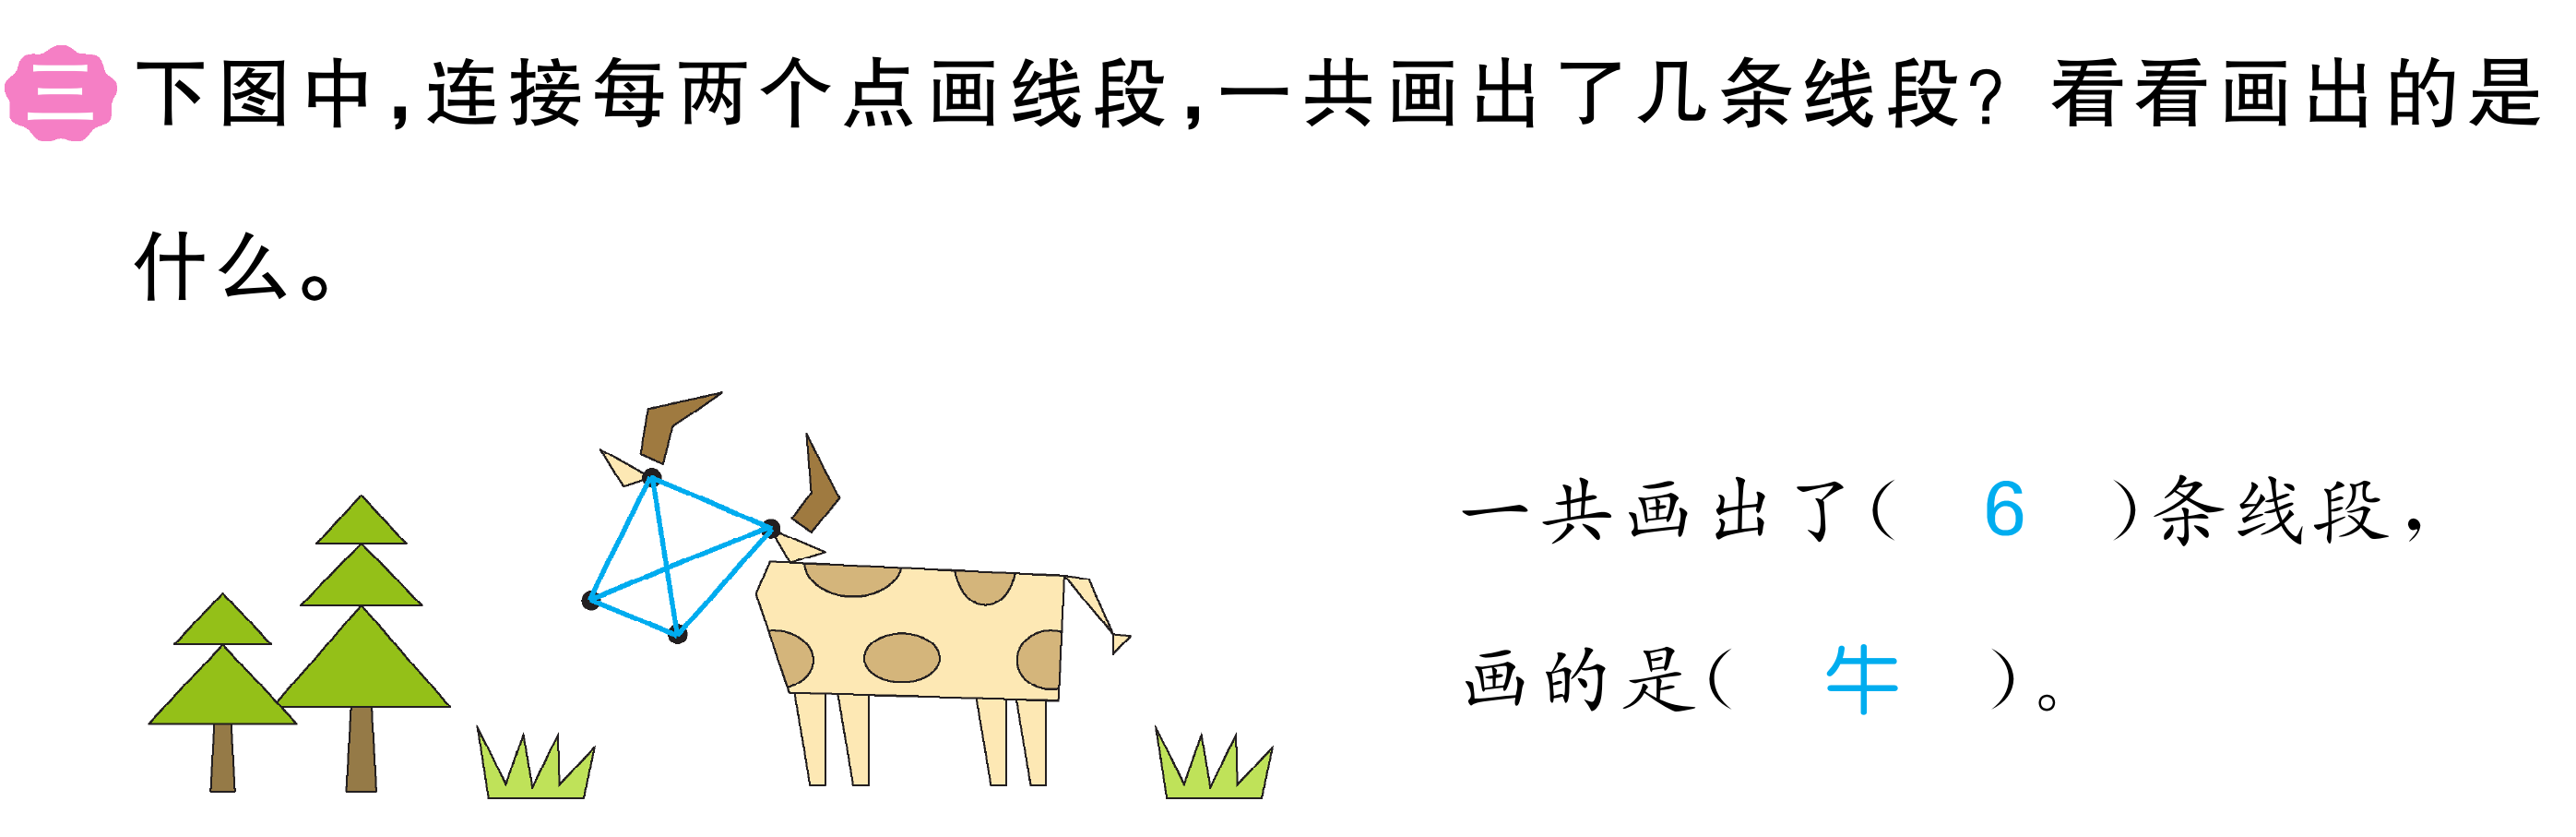 三 下图中,连接每两个点画线段,一共画出了几条线段? 看看画出的是
什么。
一共画出了( 6 )条线段,
画的是( 牛 )。